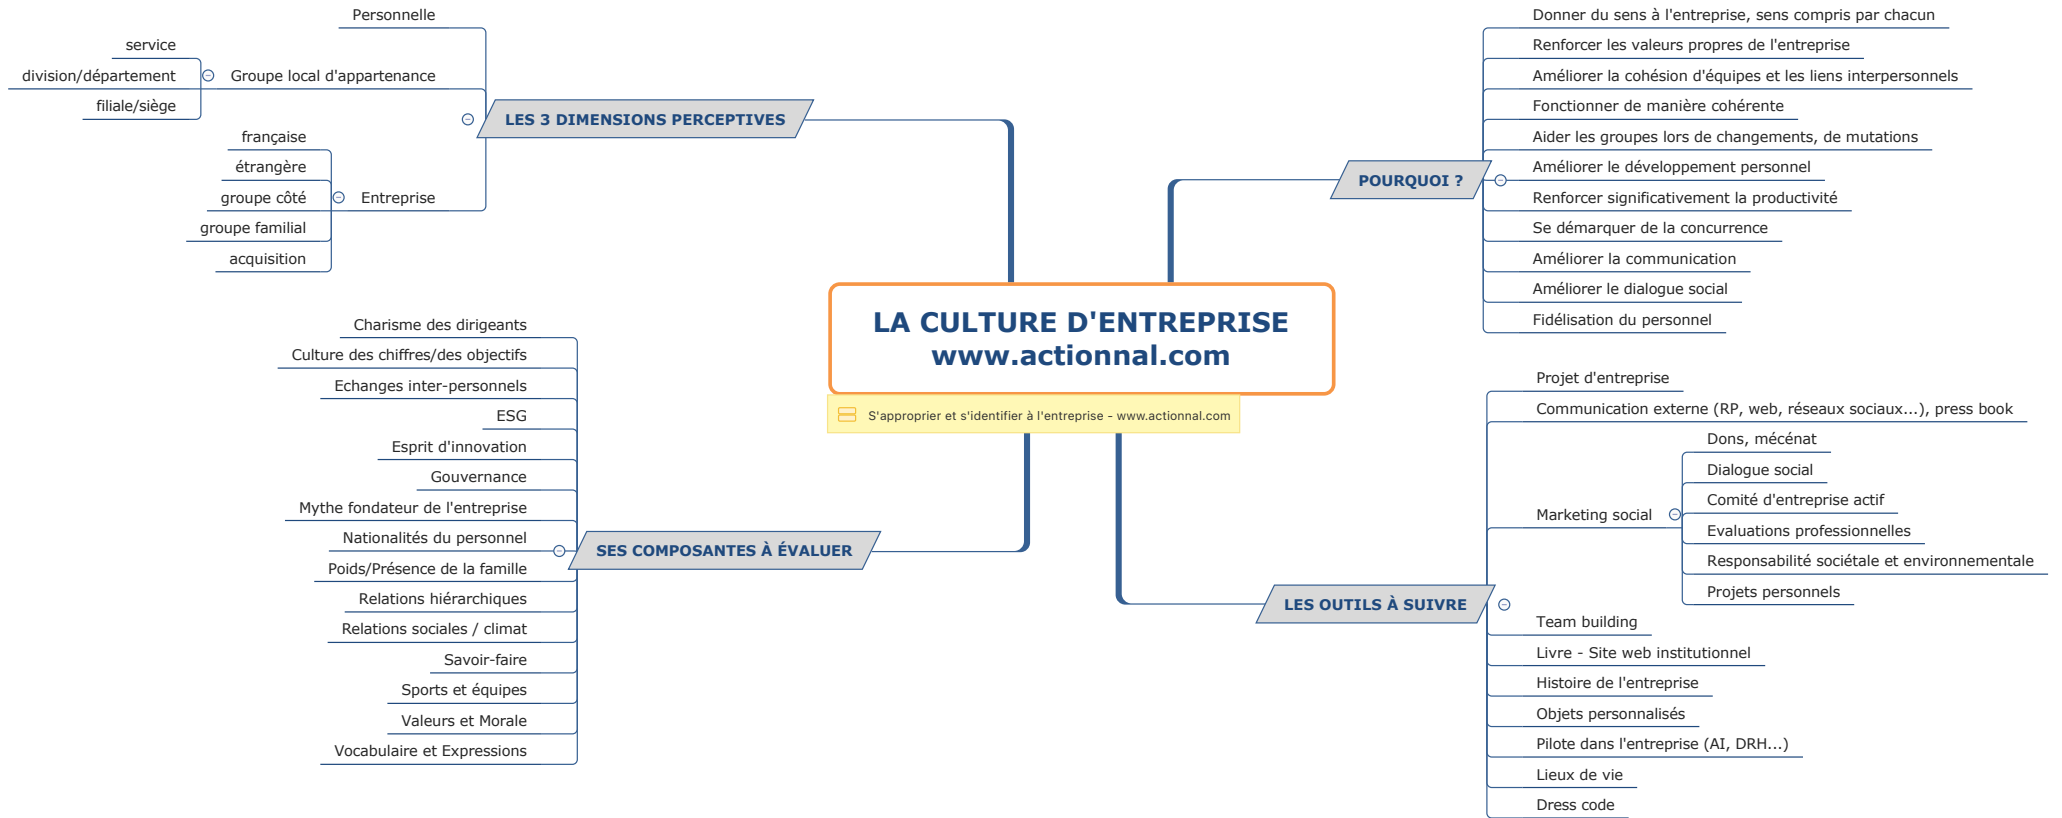 LA CULTURE D'ENTREPRISE
www.actionnal.com
S'approprier et s'identifier à l'entreprise - www.actionnal.com
POURQUOI ?
Donner du sens à l'entreprise, sens compris par chacun
Renforcer les valeurs propres de l'entreprise
Améliorer la cohésion d'équipes et les liens interpersonnels
Fonctionner de manière cohérente
Aider les groupes lors de changements, de mutations
Améliorer le développement personnel
Renforcer significativement la productivité
Se démarquer de la concurrence
Améliorer la communication
Améliorer le dialogue social
Fidélisation du personnel
LES OUTILS À SUIVRE
Projet d'entreprise
Communication externe (RP, web, réseaux sociaux...), press book
Marketing social
Dons, mécénat
Dialogue social
Comité d'entreprise actif
Evaluations professionnelles
Responsabilité sociétale et environnementale
Projets personnels
Team building
Livre - Site web institutionnel
Histoire de l'entreprise
Objets personnalisés
Pilote dans l'entreprise (AI, DRH...)
Lieux de vie
Dress code
SES COMPOSANTES À ÉVALUER
Charisme des dirigeants
Culture des chiffres/des objectifs
Echanges inter-personnels
ESG
Esprit d'innovation
Gouvernance
Mythe fondateur de l'entreprise
Nationalités du personnel
Poids/Présence de la famille
Relations hiérarchiques
Relations sociales / climat
Savoir-faire
Sports et équipes
Valeurs et Morale
Vocabulaire et Expressions
LES 3 DIMENSIONS PERCEPTIVES
Personnelle
Groupe local d'appartenance
service
division/département
filiale/siège
Entreprise
française
étrangère
groupe côté
groupe familial
acquisition